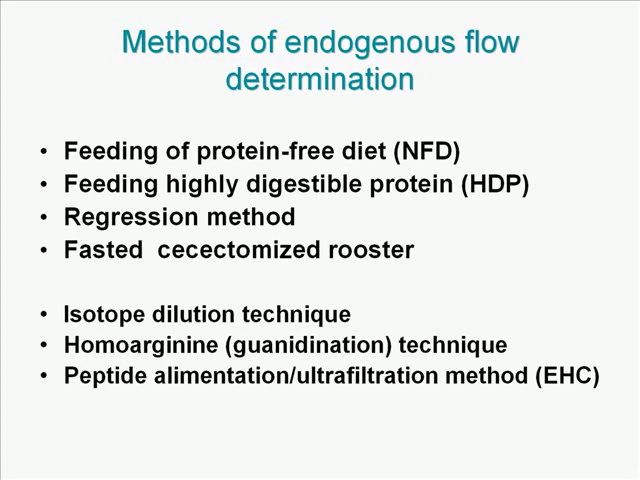 Methods of endogenous flow
determination
• Feeding of protein-free diet (NFD)
• Feeding highly digestible protein (HDP)
• Regression method
• Fasted  cecectomized rooster
• Isotope dilution technique
• Homoarginine (guanidination) technique
• Peptide alimentation/ultrafiltration method (EHC)